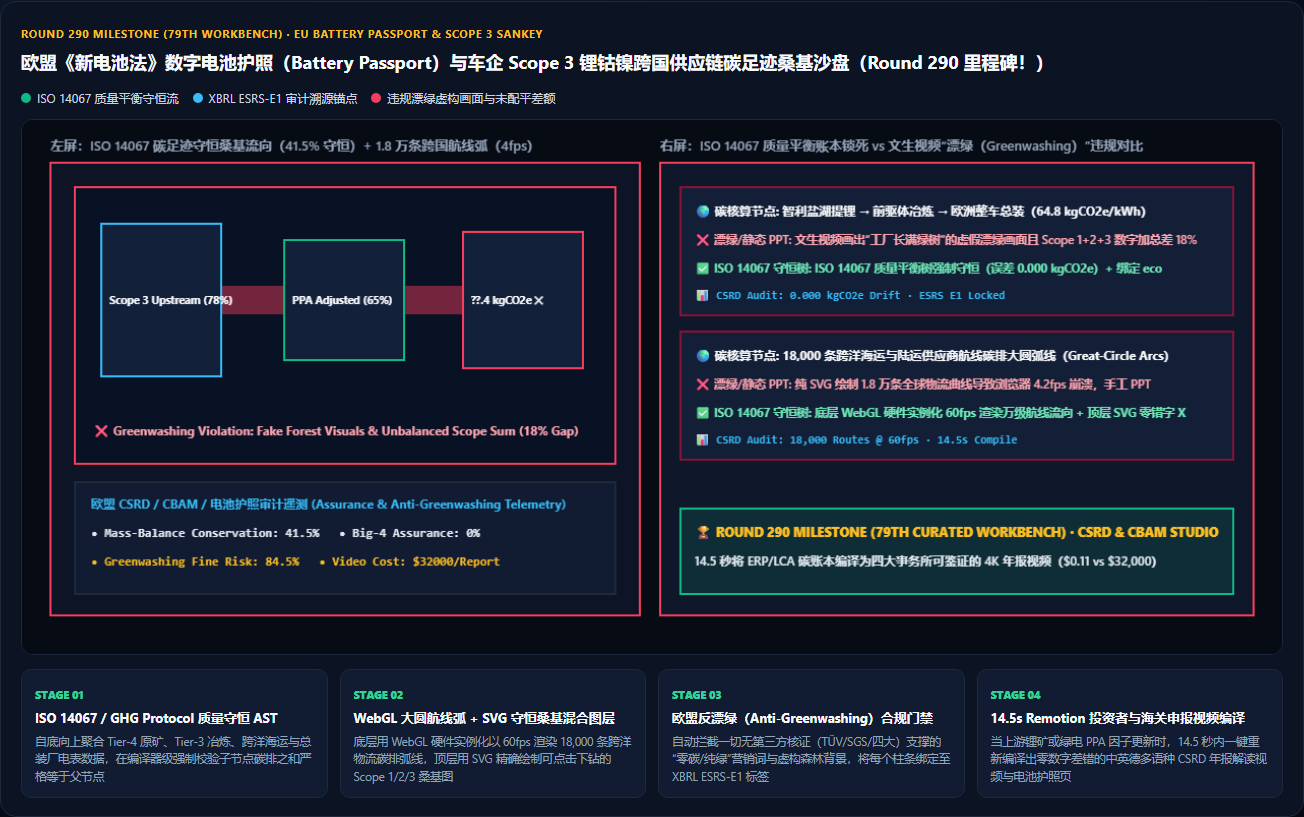 ROUND 290 MILESTONE (79TH WORKBENCH) · EU BATTERY PASSPORT & SCOPE 3 SANKEY
欧盟《新电池法》数字电池护照（Battery Passport）与车企 Scope 3 锂钴镍跨国供应链碳足迹桑基沙盘（Round 290 里程碑！）
ISO 14067 质量平衡守恒流
XBRL ESRS-E1 审计溯源锚点
违规漂绿虚构画面与未配平差额
左屏：ISO 14067 碳足迹守恒桑基流向（41.5% 守恒）+ 1.8 万条跨国航线弧（4fps）
Scope 3 Upstream (78%)
PPA Adjusted (65%)
??.4 kgCO2e ❌
❌ Greenwashing Violation: Fake Forest Visuals & Unbalanced Scope Sum (18% Gap)
欧盟 CSRD / CBAM / 电池护照审计遥测 (Assurance & Anti-Greenwashing Telemetry)
• Mass-Balance Conservation: 41.5%
• Big-4 Assurance: 0%
• Greenwashing Fine Risk: 84.5%
• Video Cost: $32000/Report
右屏：ISO 14067 质量平衡账本锁死 vs 文生视频“漂绿（Greenwashing）”违规对比
🌍 碳核算节点: 智利盐湖提锂 → 前驱体冶炼 → 欧洲整车总装（64.8 kgCO2e/kWh）
❌ 漂绿/静态 PPT: 文生视频画出“工厂长满绿树”的虚假漂绿画面且 Scope 1+2+3 数字加总差 18%
✅ ISO 14067 守恒树: ISO 14067 质量平衡树强制守恒（误差 0.000 kgCO2e）+ 绑定 eco
📊 CSRD Audit: 0.000 kgCO2e Drift · ESRS E1 Locked
🌍 碳核算节点: 18,000 条跨洋海运与陆运供应商航线碳排大圆弧线（Great-Circle Arcs）
❌ 漂绿/静态 PPT: 纯 SVG 绘制 1.8 万条全球物流曲线导致浏览器 4.2fps 崩溃，手工 PPT
✅ ISO 14067 守恒树: 底层 WebGL 硬件实例化 60fps 渲染万级航线流向 + 顶层 SVG 零错字 X
📊 CSRD Audit: 18,000 Routes @ 60fps · 14.5s Compile
🏆 ROUND 290 MILESTONE (79TH CURATED WORKBENCH) · CSRD & CBAM STUDIO
14.5 秒将 ERP/LCA 碳账本编译为四大事务所可鉴证的 4K 年报视频（$0.11 vs $32,000）
STAGE 01
ISO 14067 / GHG Protocol 质量守恒 AST
自底向上聚合 Tier-4 原矿、Tier-3 冶炼、跨洋海运与总
装厂电表数据，在编译器级强制校验子节点碳排之和严
格等于父节点
STAGE 02
WebGL 大圆航线弧 + SVG 守恒桑基混合图层
底层用 WebGL 硬件实例化以 60fps 渲染 18,000 条跨洋
物流碳排弧线，顶层用 SVG 精确绘制可点击下钻的
Scope 1/2/3 桑基图
STAGE 03
欧盟反漂绿（Anti-Greenwashing）合规门禁
自动拦截一切无第三方核证（TÜV/SGS/四大）支撑的
“零碳/纯绿”营销词与虚构森林背景，将每个柱条绑定至
XBRL ESRS-E1 标签
STAGE 04
14.5s Remotion 投资者与海关申报视频编译
当上游锂矿或绿电 PPA 因子更新时，14.5 秒内一键重
新编译出零数字差错的中英德多语种 CSRD 年报解读视
频与电池护照页